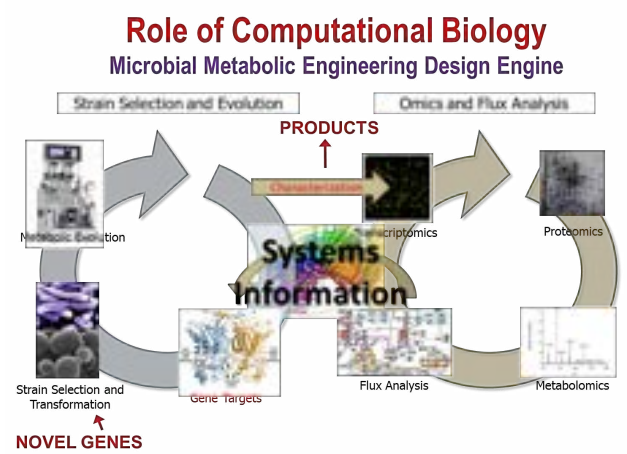 Role of Computational Biology
Microbial Metabolic Engineering Design Engine
Strain Selection and Evolution
Omics and Flux Analysis
PRODUCTS
Characterization
Metabolic Evolution
Transcriptomics
Proteomics
Systems
Information
Strain Selection and
Transformation
Gene Targets
Flux Analysis
Metabolomics
NOVEL GENES